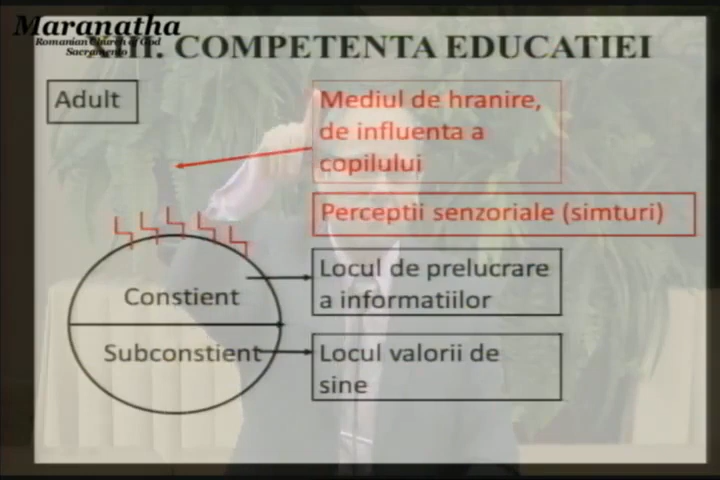 Maranatha
Romanian Church of God
Sacramento
II. COMPETENTA EDUCATIEI
Adult
Mediul de hranire,
de influenta a
copilului
Perceptii senzoriale (simturi)
Locul de prelucrare
a informatiilor
Constient
Subconstient
Locul valorii de
sine